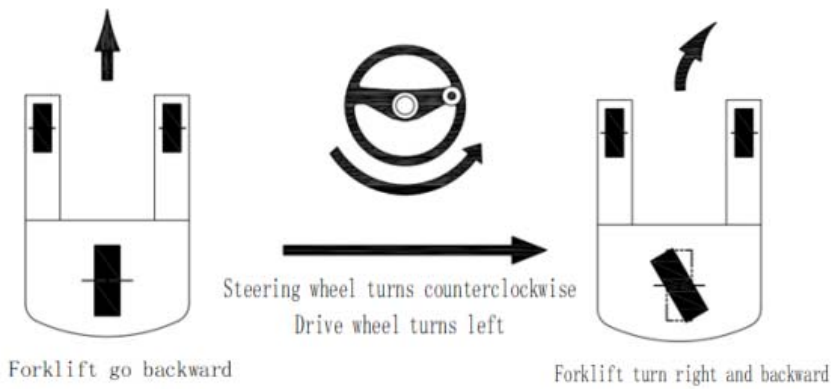 Steering wheel turns counterclockwise
Drive wheel turns left
Forklift go backward
Forklift turn right and backward